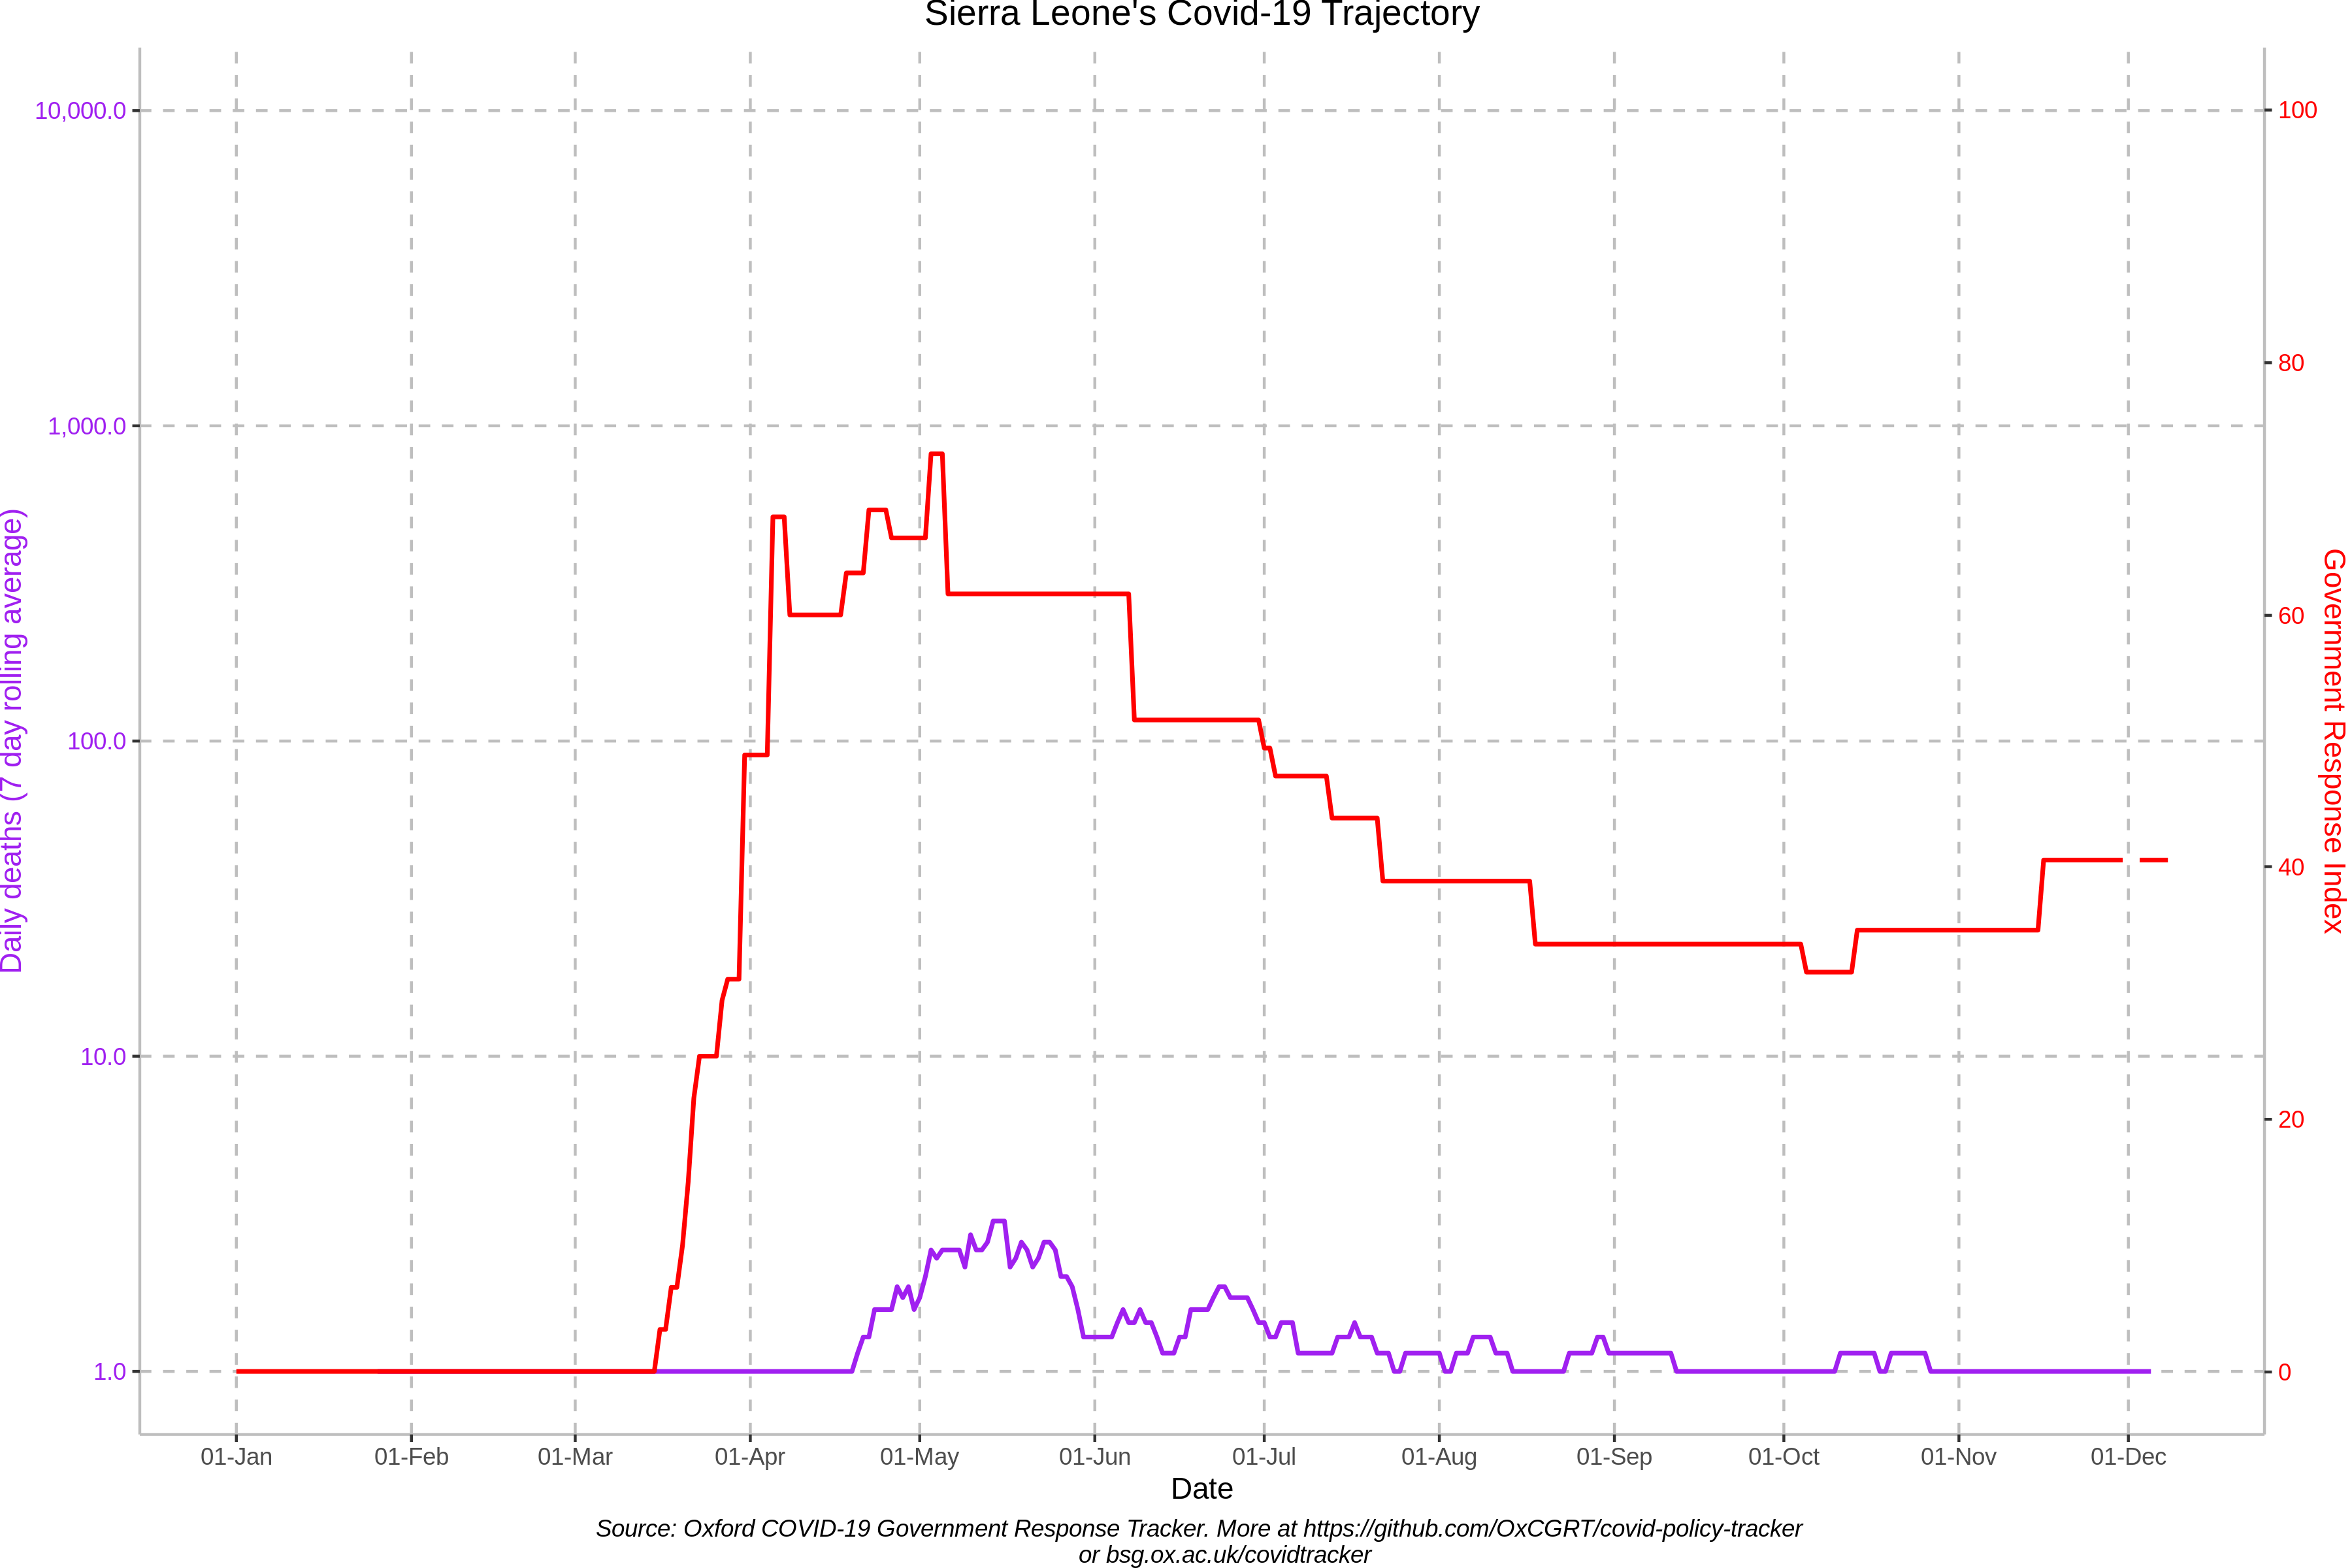 Sierra Leone's Covid-19 Trajectory
10,000.0
1,000.0
100.0
10.0
1.0
Daily deaths (7 day rolling average)
100
80
60
40
20
0
Government Response Index
01-Jan 01-Feb 01-Mar 01-Apr 01-May 01-Jun 01-Jul 01-Aug 01-Sep 01-Oct 01-Nov 01-Dec
Date
Source: Oxford COVID-19 Government Response Tracker. More at https://github.com/OxCGRT/covid-policy-tracker
or bsg.ox.ac.uk/covidtracker